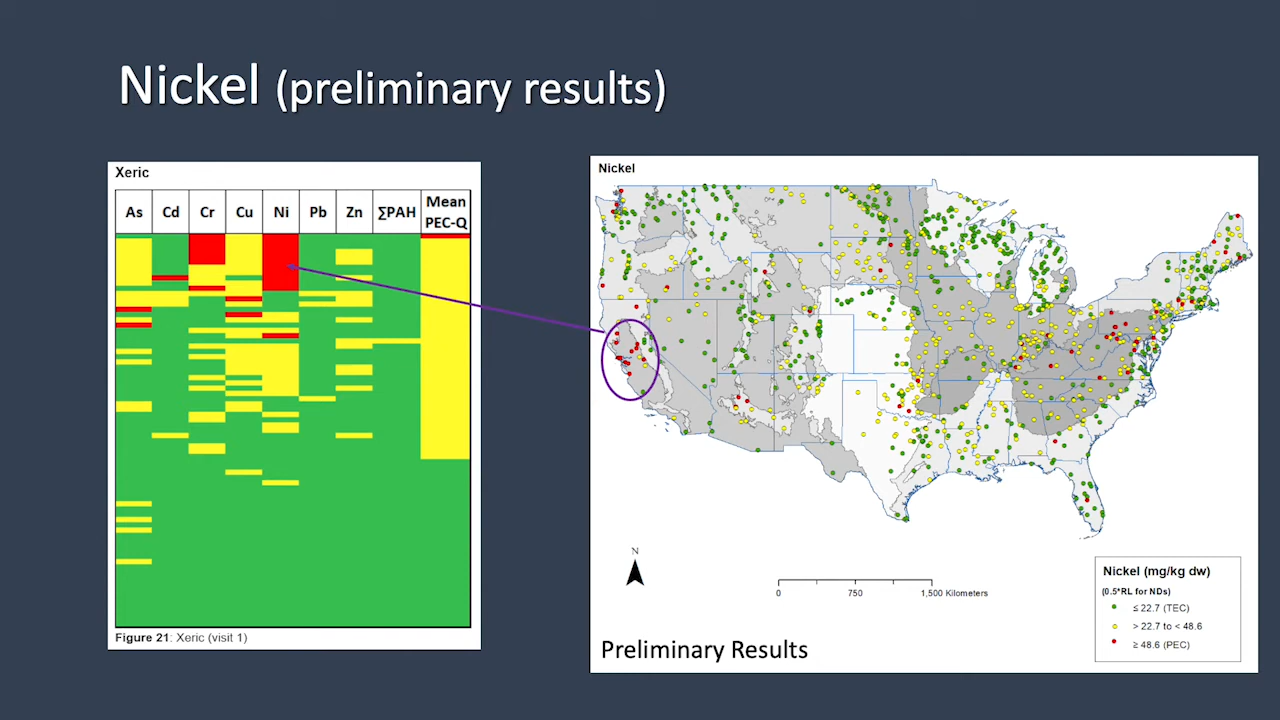 Nickel (preliminary results)
Xeric
As Cd Cr Cu Ni Pb Zn ∑PAH Mean PEC-Q
Figure 21: Xeric (visit 1)
Nickel
N
0 750 1,500 Kilometers
Preliminary Results
Nickel (mg/kg dw)
(0.5*RL for NDs)
≤ 22.7 (TEC)
> 22.7 to < 48.6
≥ 48.6 (PEC)